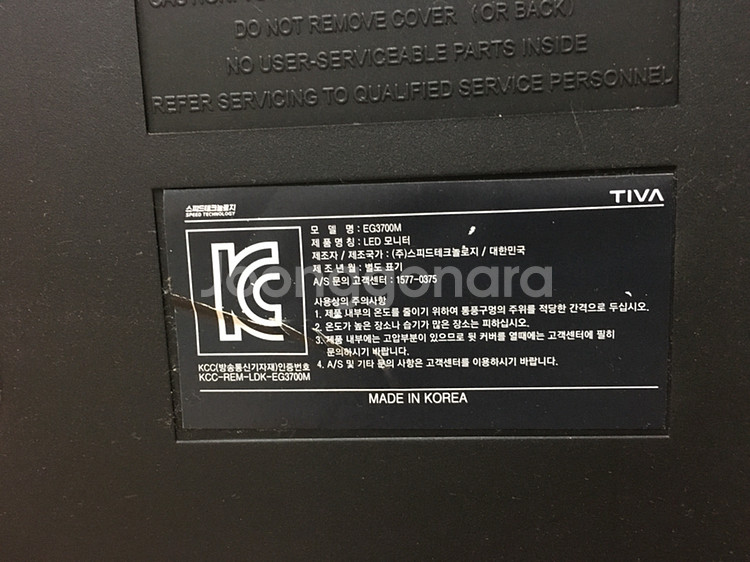 DO NOT REMOVE COVER (OR BACK)
NO USER-SERVICEABLE PARTS INSIDE
REFER SERVICING TO QUALIFIED SERVICE PERSONNEL
스피드테크놀로지
SPEED TECHNOLOGY
TIVA
모 델 명 : EG3700M
제 품 명 칭 : LED 모니터
제조자 / 제조국가 : (주)스피드테크놀로지 / 대한민국
제 조 년 월 : 별도 표기
A/S 문의 고객센터 : 1577-0375
사용상의 주의사항
1. 제품 내부의 온도를 줄이기 위하여 통풍구멍의 주위를 적당한 간격으로 두십시오.
2. 온도가 높은 장소나 습기가 많은 장소는 피하십시오.
3. 제품 내부에는 고압부분이 있으므로 뒷 커버를 열때에는 고객센터에 필히
문의하시기 바랍니다.
4. A/S 및 기타 문의 사항은 고객센터를 이용하시기 바랍니다.
KC
KCC(방송통신기자재)인증번호
KCC-REM-LDK-EG3700M
MADE IN KOREA
Joonggonara